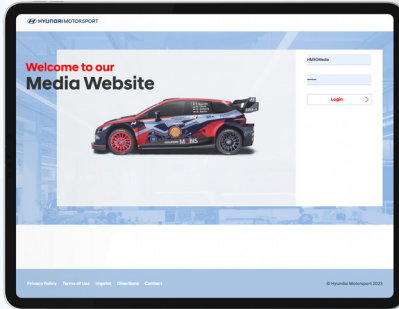 HYUNDAI MOTORSPORT
Welcome to our
Media Website
MOBIS
Login
Privacy Policy Terms of Use Imprint Directions Contact
© Hyundai Motorsport 2023